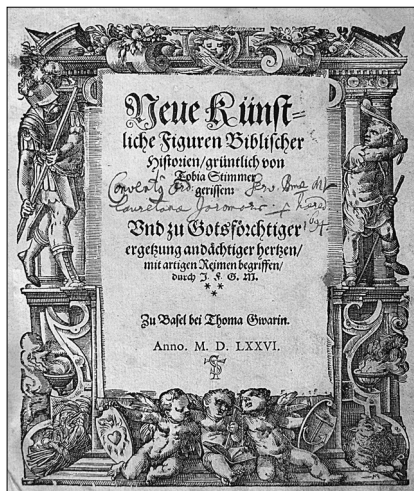 Neue Künst=
liche Figuren Biblischer
Historien/ grüntlich von
Tobia Stimmer
gerissen:
Vnd zu Gotsförchtiger
ergetzung andächtiger hertzen/
mit artigen Reimen begriffen/
durch J. F. G. M.
Zu Basel bei Thoma Gwarin.
Anno. M. D. LXXVI.